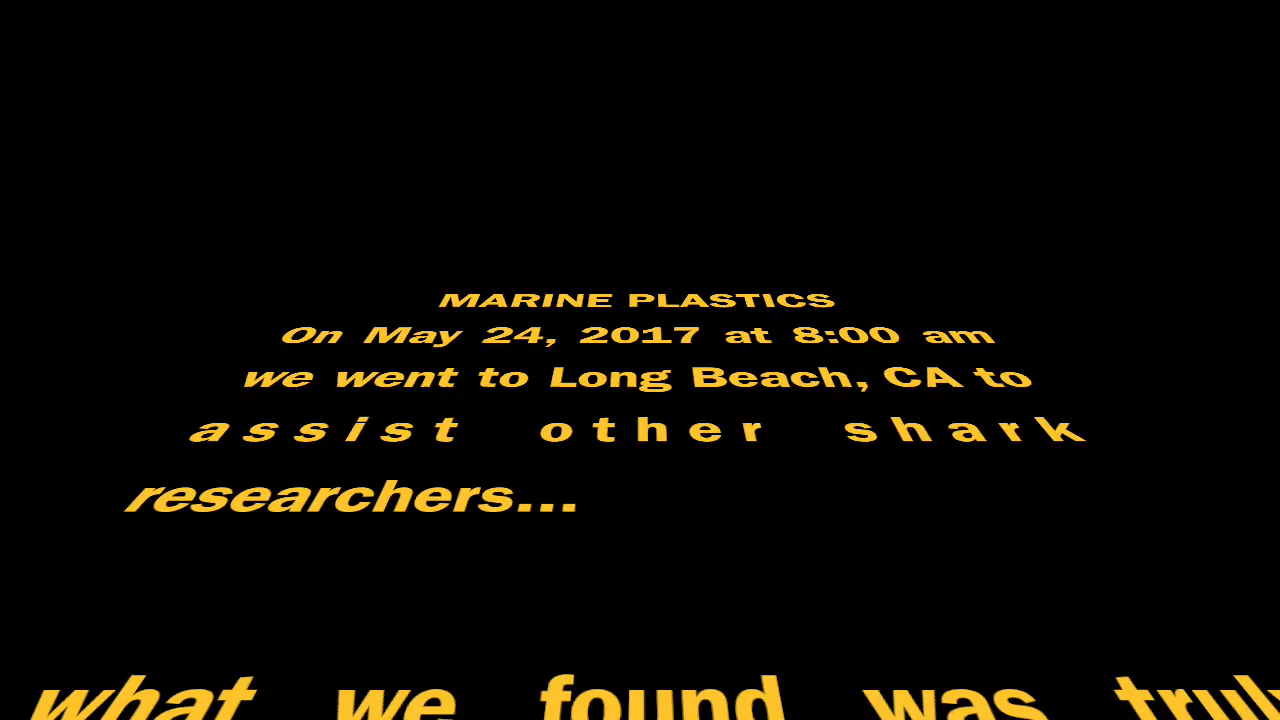 MARINE PLASTICS
On May 24, 2017 at 8:00 am
we went to Long Beach, CA to
assist other shark
researchers...
what we found was truly